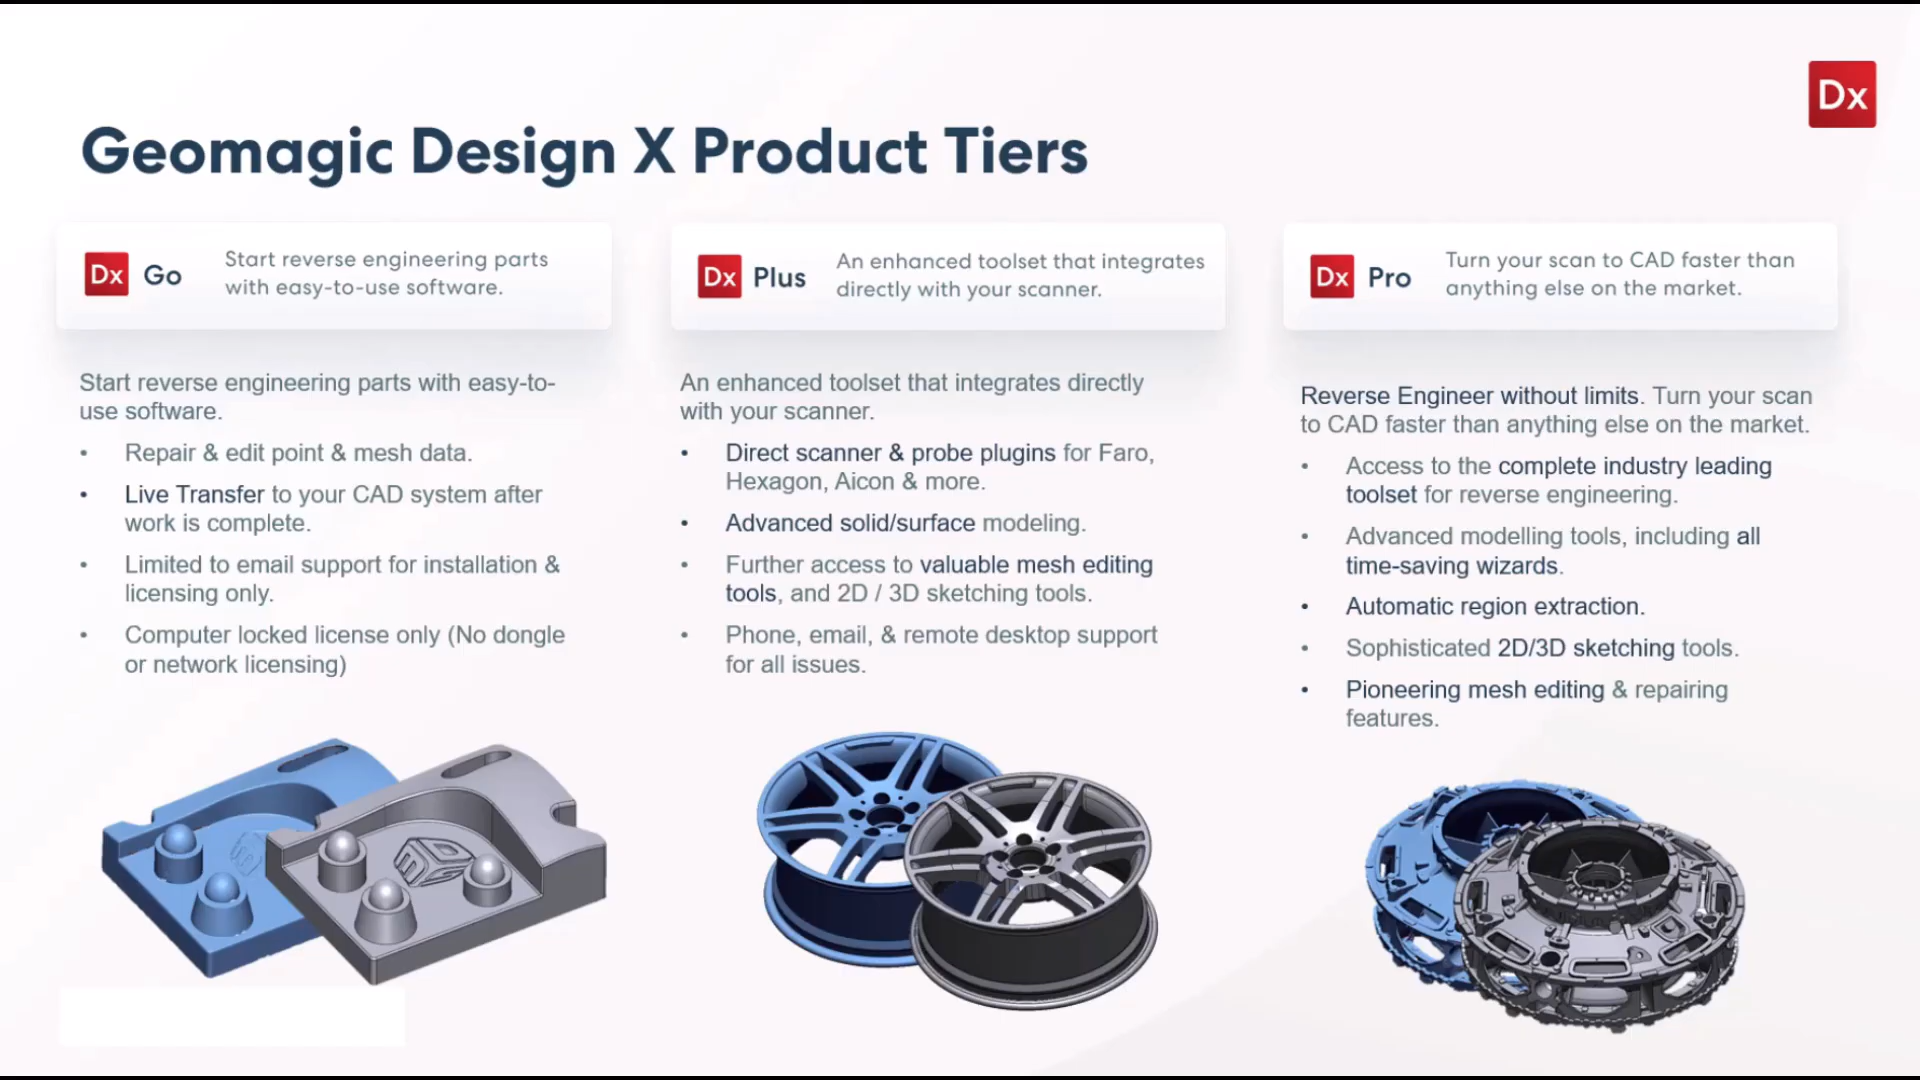 Dx
Geomagic Design X Product Tiers
Dx Go
Start reverse engineering parts
with easy-to-use software.
Start reverse engineering parts with easy-to-
use software.
• Repair & edit point & mesh data.
• Live Transfer to your CAD system after
work is complete.
• Limited to email support for installation &
licensing only.
• Computer locked license only (No dongle
or network licensing)
Dx Plus
An enhanced toolset that integrates
directly with your scanner.
An enhanced toolset that integrates directly
with your scanner.
• Direct scanner & probe plugins for Faro,
Hexagon, Aicon & more.
• Advanced solid/surface modeling.
• Further access to valuable mesh editing
tools, and 2D / 3D sketching tools.
• Phone, email, & remote desktop support
for all issues.
Dx Pro
Turn your scan to CAD faster than
anything else on the market.
Reverse Engineer without limits. Turn your scan
to CAD faster than anything else on the market.
• Access to the complete industry leading
toolset for reverse engineering.
• Advanced modelling tools, including all
time-saving wizards.
• Automatic region extraction.
• Sophisticated 2D/3D sketching tools.
• Pioneering mesh editing & repairing
features.